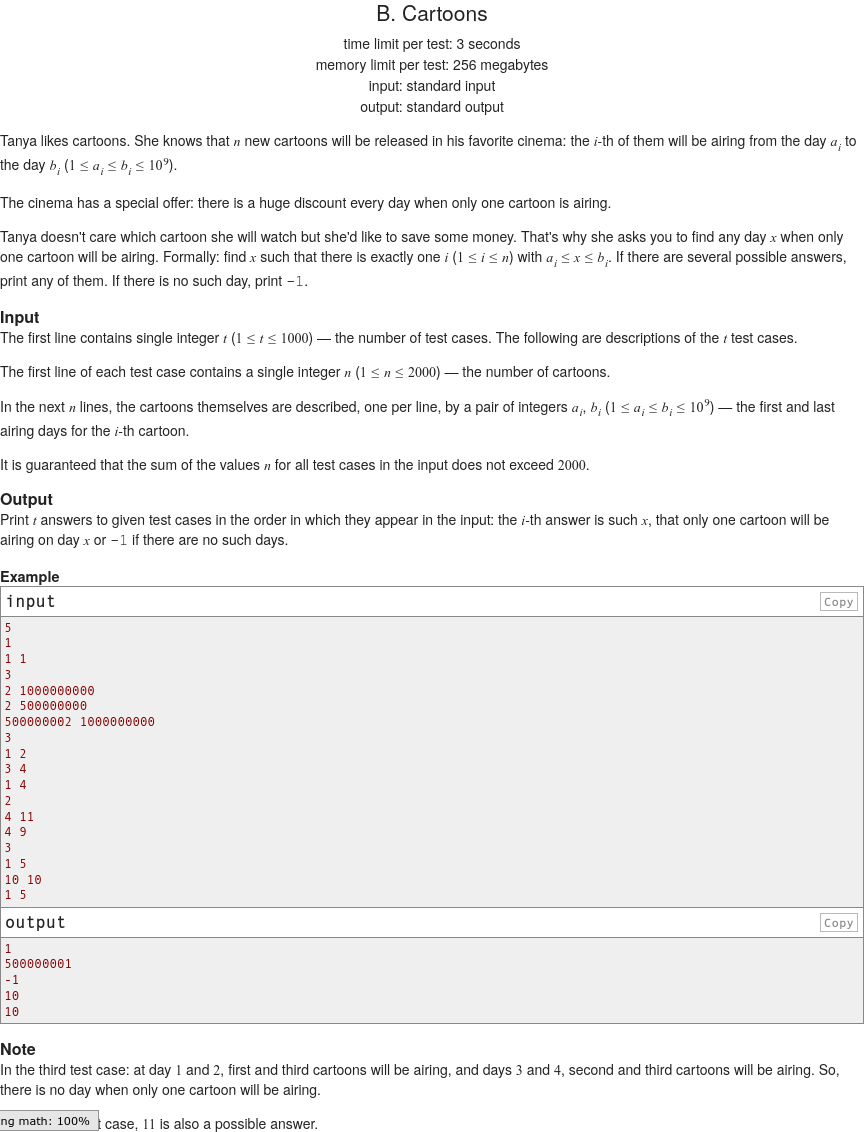 B. Cartoons
time limit per test: 3 seconds
memory limit per test: 256 megabytes
input: standard input
output: standard output
Tanya likes cartoons. She knows that n new cartoons will be released in his favorite cinema: the i-th of them will be airing from the day a_i to
the day b_i (1 ≤ a_i ≤ b_i ≤ 10^9).
The cinema has a special offer: there is a huge discount every day when only one cartoon is airing.
Tanya doesn't care which cartoon she will watch but she'd like to save some money. That's why she asks you to find any day x when only
one cartoon will be airing. Formally: find x such that there is exactly one i (1 ≤ i ≤ n) with a_i ≤ x ≤ b_i. If there are several possible answers,
print any of them. If there is no such day, print −1.
Input
The first line contains single integer t (1 ≤ t ≤ 1000) — the number of test cases. The following are descriptions of the t test cases.
The first line of each test case contains a single integer n (1 ≤ n ≤ 2000) — the number of cartoons.
In the next n lines, the cartoons themselves are described, one per line, by a pair of integers a_i, b_i (1 ≤ a_i ≤ b_i ≤ 10^9) — the first and last
airing days for the i-th cartoon.
It is guaranteed that the sum of the values n for all test cases in the input does not exceed 2000.
Output
Print t answers to given test cases in the order in which they appear in the input: the i-th answer is such x, that only one cartoon will be
airing on day x or −1 if there are no such days.
Example
input Copy
5
1
1 1
3
2 1000000000
2 500000000
500000002 1000000000
3
1 2
3 4
1 4
2
4 11
4 9
3
1 5
10 10
1 5
output Copy
1
500000001
-1
10
10
Note
In the third test case: at day 1 and 2, first and third cartoons will be airing, and days 3 and 4, second and third cartoons will be airing. So,
there is no day when only one cartoon will be airing.
ng math: 100% t case, 11 is also a possible answer.